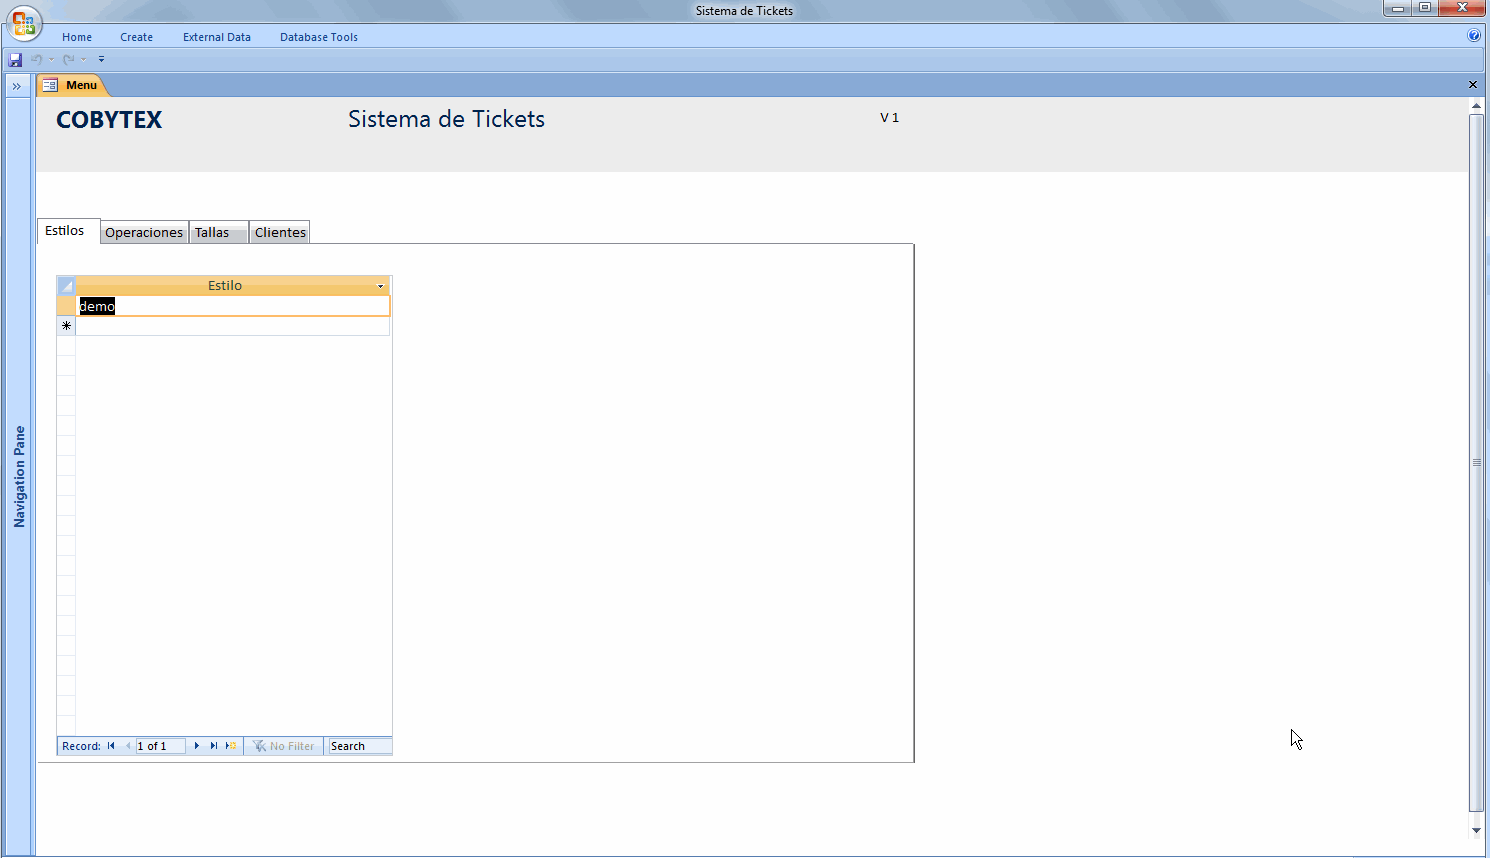 Sistema de Tickets
Home Create External Data Database Tools
Menu
COBYTEX Sistema de Tickets V 1
Estilos Operaciones Tallas Clientes
Estilo
demo
Navigation Pane
Record: 1 of 1 No Filter Search